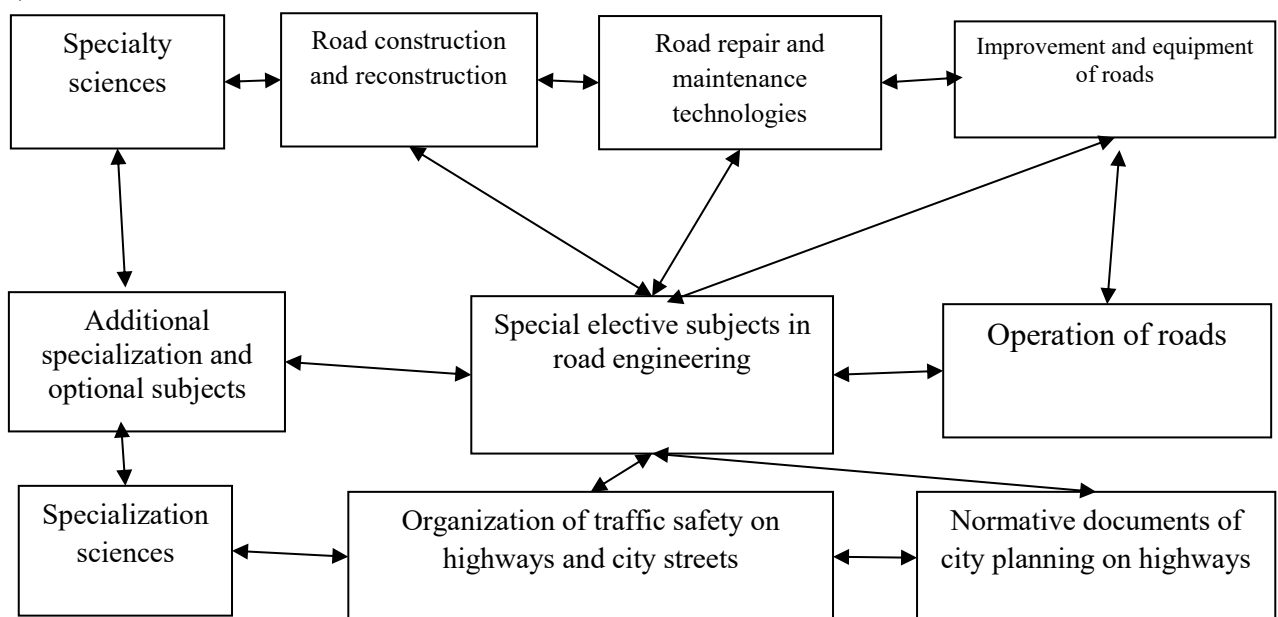 Specialty
sciences
Road construction
and reconstruction
Road repair and
maintenance
technologies
Improvement and equipment
of roads
Additional
specialization and
optional subjects
Special elective subjects in
road engineering
Operation of roads
Specialization
sciences
Organization of traffic safety on
highways and city streets
Normative documents of
city planning on highways